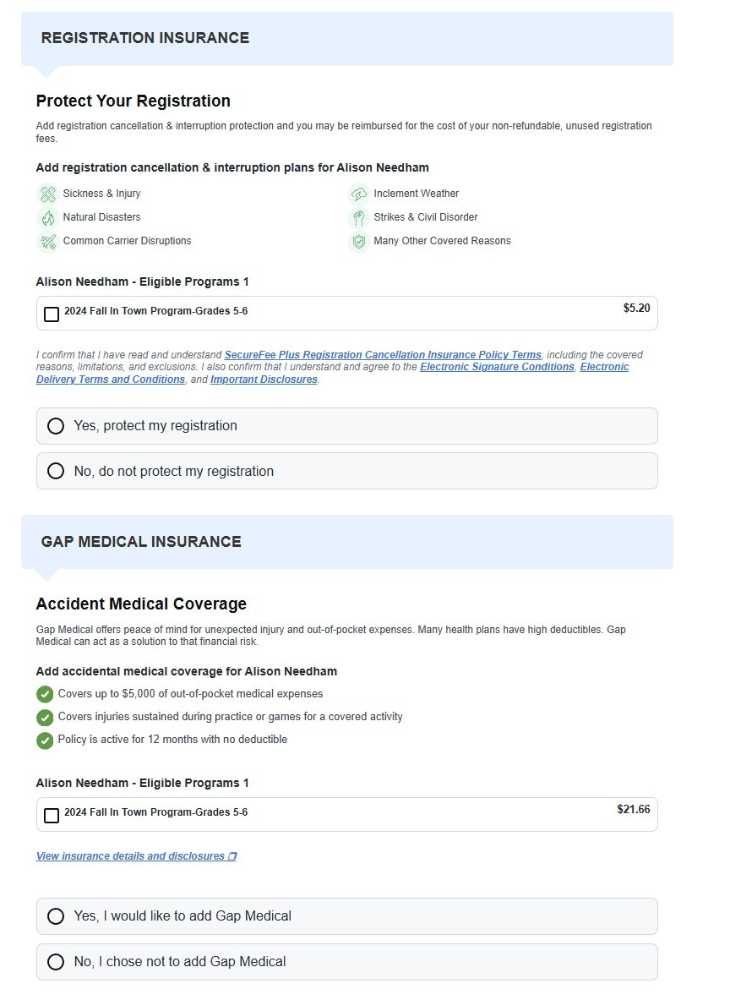 REGISTRATION INSURANCE
Protect Your Registration
Add registration cancellation & interruption protection and you may be reimbursed for the cost of your non-refundable, unused registration
fees.
Add registration cancellation & interruption plans for Alison Needham
Sickness & Injury
Inclement Weather
Natural Disasters
Strikes & Civil Disorder
Common Carrier Disruptions
Many Other Covered Reasons
Alison Needham - Eligible Programs 1
2024 Fall In Town Program-Grades 5-6 $5.20
I confirm that I have read and understand SecureFee Plus Registration Cancellation Insurance Policy Terms, including the covered
reasons, limitations, and exclusions. I also confirm that I understand and agree to the Electronic Signature Conditions, Electronic
Delivery Terms and Conditions, and Important Disclosures.
Yes, protect my registration
No, do not protect my registration
GAP MEDICAL INSURANCE
Accident Medical Coverage
Gap Medical offers peace of mind for unexpected injury and out-of-pocket expenses. Many health plans have high deductibles. Gap
Medical can act as a solution to that financial risk.
Add accidental medical coverage for Alison Needham
Covers up to $5,000 of out-of-pocket medical expenses
Covers injuries sustained during practice or games for a covered activity
Policy is active for 12 months with no deductible
Alison Needham - Eligible Programs 1
2024 Fall In Town Program-Grades 5-6 $21.66
View insurance details and disclosures
Yes, I would like to add Gap Medical
No, I chose not to add Gap Medical